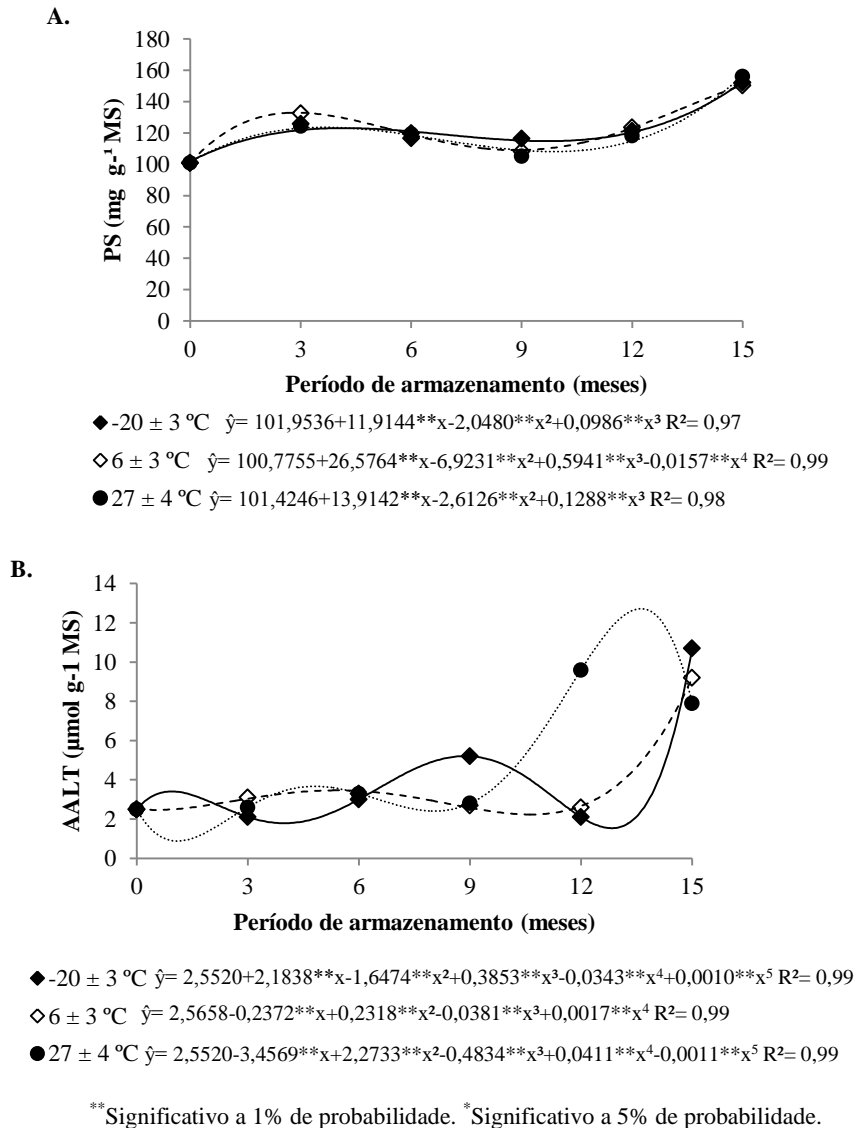 A.
PS (mg g-¹ MS)
180
160
140
120
100
80
60
40
20
0
0 3 6 9 12 15
Período de armazenamento (meses)
-20 ± 3 ºC ŷ= 101,9536+11,9144**x-2,0480**x²+0,0986**x³ R²= 0,97
6 ± 3 ºC ŷ= 100,7755+26,5764**x-6,9231**x²+0,5941**x³-0,0157**x⁴ R²= 0,99
27 ± 4 ºC ŷ= 101,4246+13,9142**x-2,6126**x²+0,1288**x³ R²= 0,98
B.
AALT (µmol g-1 MS)
14
12
10
8
6
4
2
0
0 3 6 9 12 15
Período de armazenamento (meses)
-20 ± 3 ºC ŷ= 2,5520+2,1838**x-1,6474**x²+0,3853**x³-0,0343**x⁴+0,0010**x⁵ R²= 0,99
6 ± 3 ºC ŷ= 2,5658-0,2372**x+0,2318**x²-0,0381**x³+0,0017**x⁴ R²= 0,99
27 ± 4 ºC ŷ= 2,5520-3,4569**x+2,2733**x²-0,4834**x³+0,0411**x⁴-0,0011**x⁵ R²= 0,99
**Significativo a 1% de probabilidade. *Significativo a 5% de probabilidade.